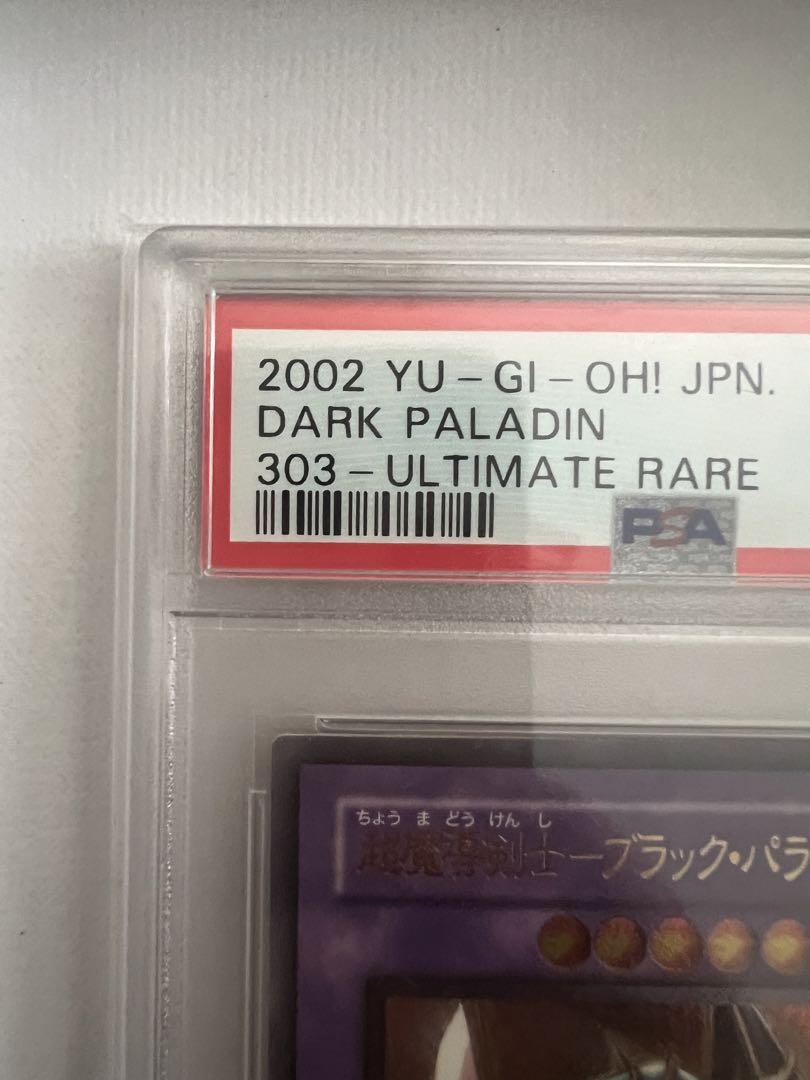 2002 YU-GI-OH! JPN.
DARK PALADIN
303-ULTIMATE RARE
PSA
ちょう ま どう けん し
超魔導剣士-ブラック・パラ